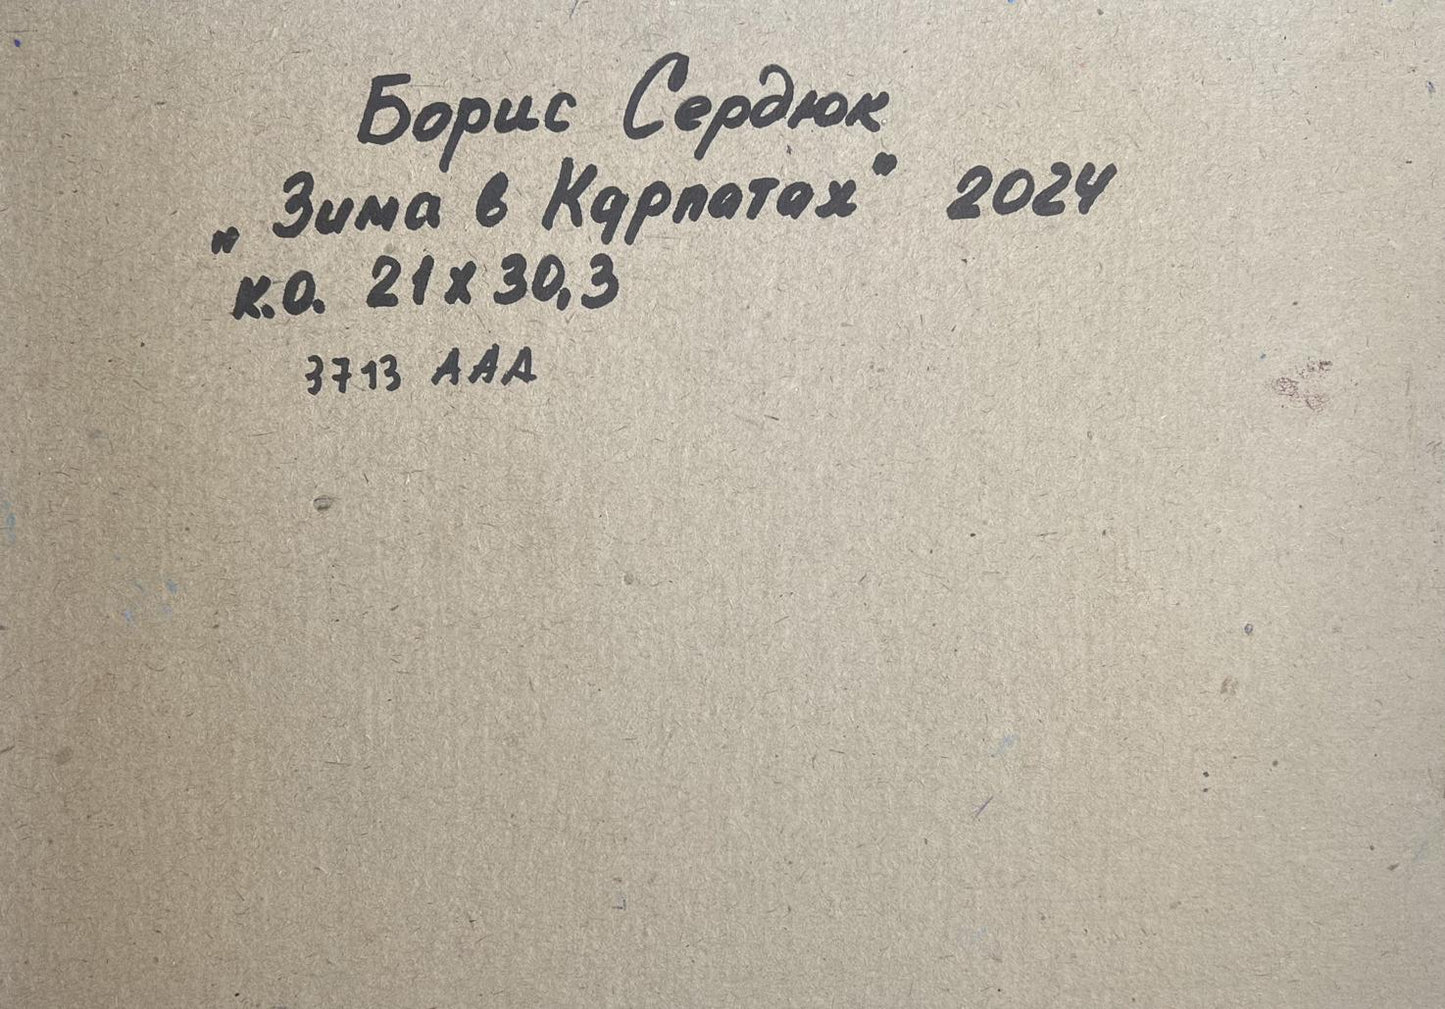 Борис Сердюк
„Зима в Карпатах" 2024
к.о. 21х30,3
3713 ААА